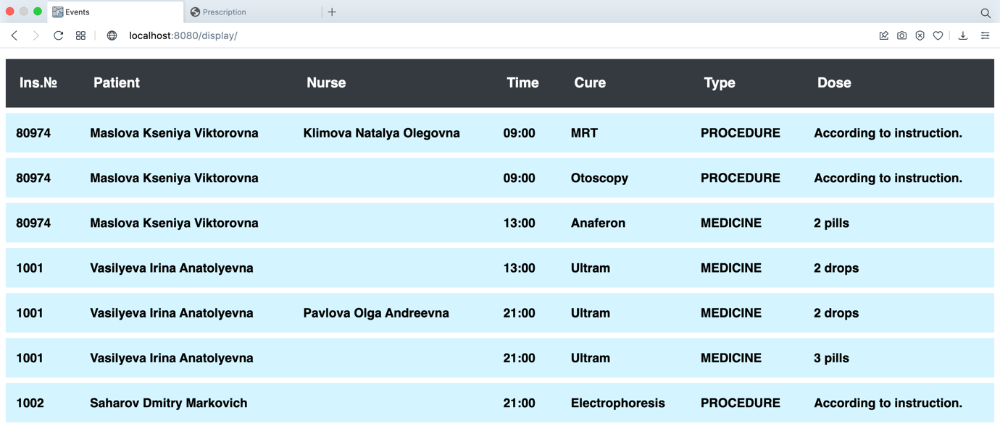 Events Prescription
localhost:8080/display/
Ins.№ Patient Nurse Time Cure Type Dose
80974 Maslova Kseniya Viktorovna Klimova Natalya Olegovna 09:00 MRT PROCEDURE According to instruction.
80974 Maslova Kseniya Viktorovna 09:00 Otoscopy PROCEDURE According to instruction.
80974 Maslova Kseniya Viktorovna 13:00 Anaferon MEDICINE 2 pills
1001 Vasilyeva Irina Anatolyevna 13:00 Ultram MEDICINE 2 drops
1001 Vasilyeva Irina Anatolyevna Pavlova Olga Andreevna 21:00 Ultram MEDICINE 2 drops
1001 Vasilyeva Irina Anatolyevna 21:00 Ultram MEDICINE 3 pills
1002 Saharov Dmitry Markovich 21:00 Electrophoresis PROCEDURE According to instruction.